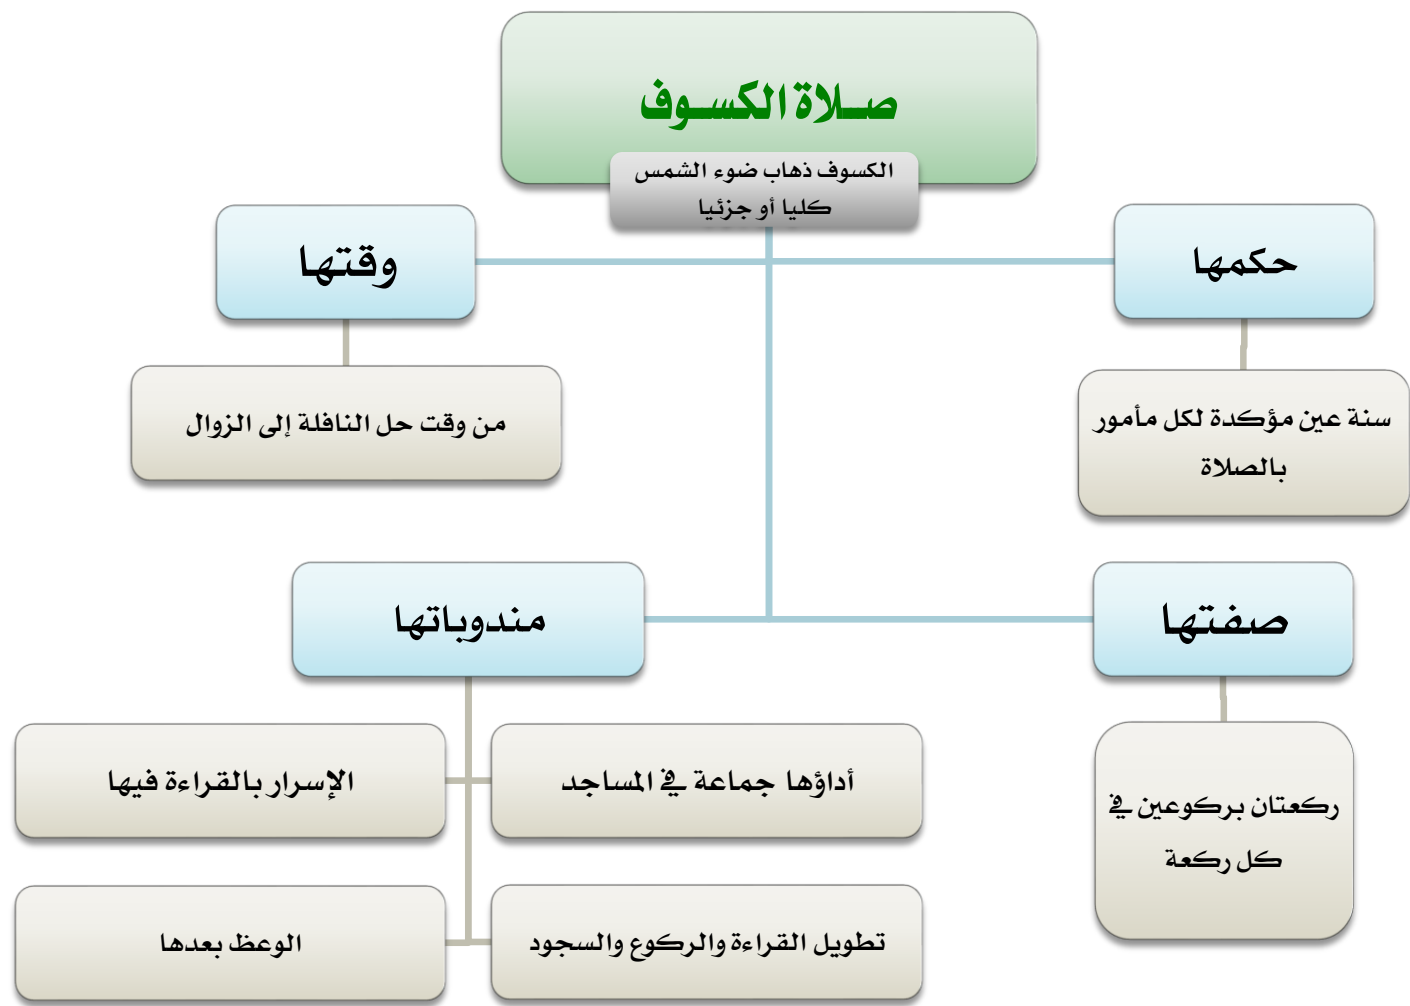 صلاة الكسوف
الكسوف ذهاب ضوء الشمس
كليا أو جزئيا
حكمها
وقتها
سنة عين مؤكدة لكل مأمور
بالصلاة
من وقت حل النافلة إلى الزوال
صفتها
مندوباتها
ركعتان بركوعين في
كل ركعة
أداؤها جماعة في المساجد
الإسرار بالقراءة فيها
تطويل القراءة والركوع والسجود
الوعظ بعدها